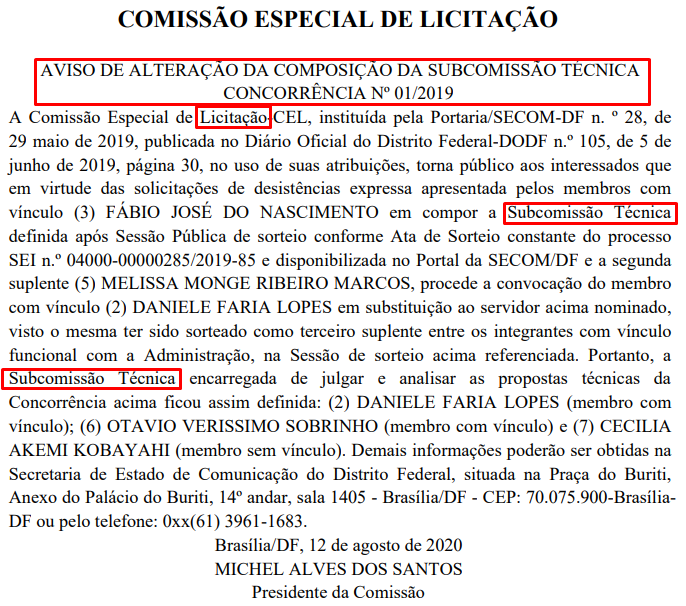 COMISSÃO ESPECIAL DE LICITAÇÃO
AVISO DE ALTERAÇÃO DA COMPOSIÇÃO DA SUBCOMISSÃO TÉCNICA
CONCORRÊNCIA Nº 01/2019
A Comissão Especial de Licitação-CEL, instituída pela Portaria/SECOM-DF n. º 28, de
29 maio de 2019, publicada no Diário Oficial do Distrito Federal-DODF n.º 105, de 5 de
junho de 2019, página 30, no uso de suas atribuições, torna público aos interessados que
em virtude das solicitações de desistências expressa apresentada pelos membros com
vínculo (3) FÁBIO JOSÉ DO NASCIMENTO em compor a Subcomissão Técnica
definida após Sessão Pública de sorteio conforme Ata de Sorteio constante do processo
SEI n.º 04000-00000285/2019-85 e disponibilizada no Portal da SECOM/DF e a segunda
suplente (5) MELISSA MONGE RIBEIRO MARCOS, procede a convocação do membro
com vínculo (2) DANIELE FARIA LOPES em substituição ao servidor acima nominado,
visto o mesma ter sido sorteado como terceiro suplente entre os integrantes com vínculo
funcional com a Administração, na Sessão de sorteio acima referenciada. Portanto, a
Subcomissão Técnica encarregada de julgar e analisar as propostas técnicas da
Concorrência acima ficou assim definida: (2) DANIELE FARIA LOPES (membro com
vínculo); (6) OTAVIO VERISSIMO SOBRINHO (membro com vínculo) e (7) CECILIA
AKEMI KOBAYAHI (membro sem vínculo). Demais informações poderão ser obtidas na
Secretaria de Estado de Comunicação do Distrito Federal, situada na Praça do Buriti,
Anexo do Palácio do Buriti, 14º andar, sala 1405 - Brasília/DF - CEP: 70.075.900-Brasília-
DF ou pelo telefone: 0xx(61) 3961-1683.
Brasília/DF, 12 de agosto de 2020
MICHEL ALVES DOS SANTOS
Presidente da Comissão